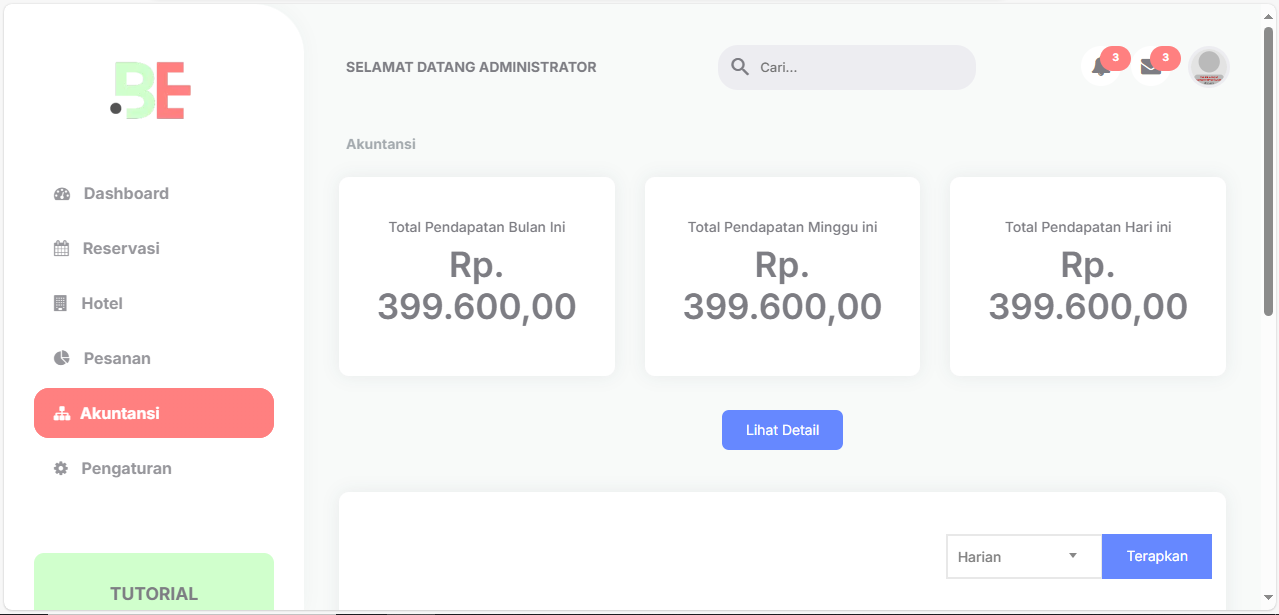 .BE
SELAMAT DATANG ADMINISTRATOR
Cari...
3
3
Dashboard
Reservasi
Hotel
Pesanan
Akuntansi
Pengaturan
TUTORIAL
Akuntansi
Total Pendapatan Bulan Ini
Rp.
399.600,00
Total Pendapatan Minggu ini
Rp.
399.600,00
Total Pendapatan Hari ini
Rp.
399.600,00
Lihat Detail
Harian
Terapkan